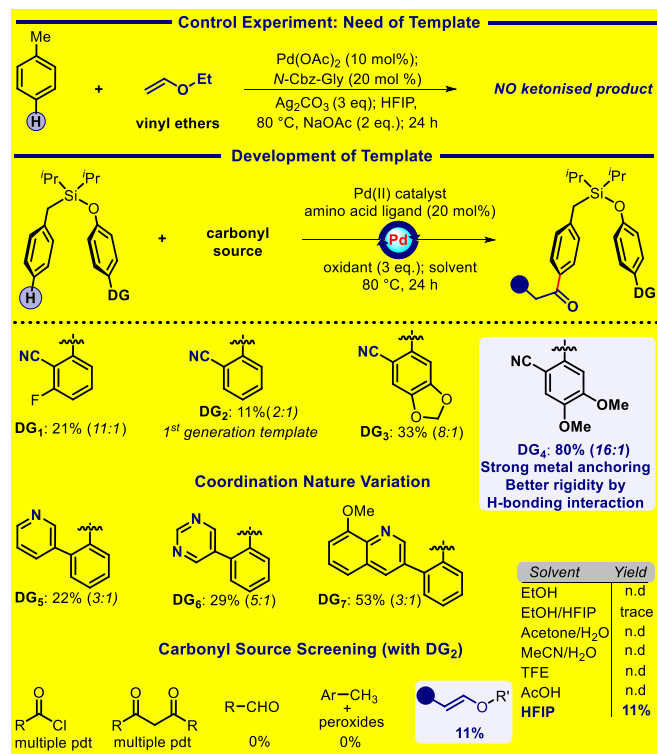 Control Experiment: Need of Template
Me
H
+
O
Et
vinyl ethers
Pd(OAc)₂ (10 mol%);
N-Cbz-Gly (20 mol %)
Ag₂CO₃ (3 eq); HFIP,
80 °C, NaOAc (2 eq.); 24 h
NO ketonised product
Development of Template
ⁱPr
ⁱPr
Si
O
DG
H
+
carbonyl
source
Pd(II) catalyst
amino acid ligand (20 mol%)
Pd
oxidant (3 eq.); solvent
80 °C, 24 h
ⁱPr
ⁱPr
Si
O
DG
O
NC
F
DG₁: 21% (11:1)
NC
DG₂: 11%(2:1)
1ˢᵗ generation template
NC
O
O
DG₃: 33% (8:1)
NC
OMe
OMe
DG₄: 80% (16:1)
Strong metal anchoring
Better rigidity by
H-bonding interaction
Coordination Nature Variation
N
DG₅: 22% (3:1)
N
N
DG₆: 29% (5:1)
OMe
N
DG₇: 53% (3:1)
Solvent Yield
EtOH n.d
EtOH/HFIP trace
Acetone/H₂O n.d
MeCN/H₂O n.d
TFE n.d
AcOH n.d
HFIP 11%
Carbonyl Source Screening (with DG₂)
O
R Cl
multiple pdt
O O
R R
multiple pdt
R–CHO
0%
Ar–CH₃
+
peroxides
0%
O R'
11%